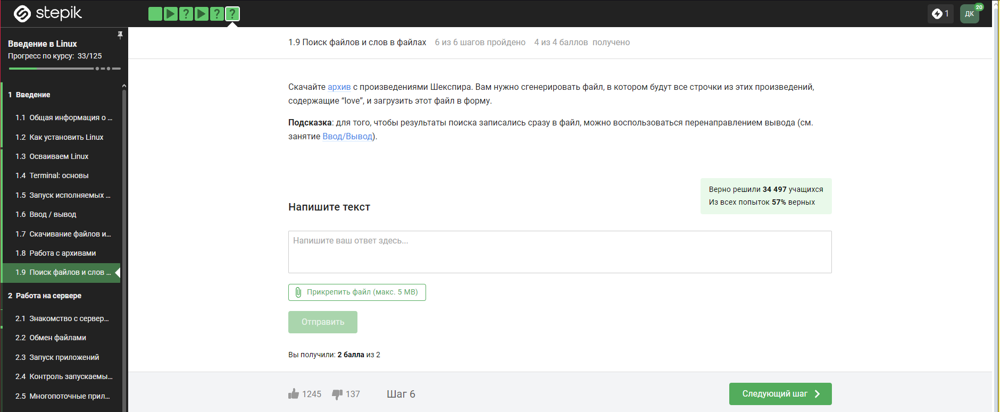 stepik
? ? ?
1
ДК
20
Введение в Linux
Прогресс по курсу: 33/125
1 Введение
1.1 Общая информация о ...
1.2 Как установить Linux
1.3 Осваиваем Linux
1.4 Terminal: основы
1.5 Запуск исполняемых ...
1.6 Ввод / вывод
1.7 Скачивание файлов и...
1.8 Работа с архивами
1.9 Поиск файлов и слов ...
2 Работа на сервере
2.1 Знакомство с сервер...
2.2 Обмен файлами
2.3 Запуск приложений
2.4 Контроль запускаемы...
2.5 Многопоточные прил...
1.9 Поиск файлов и слов в файлах 6 из 6 шагов пройдено 4 из 4 баллов получено
Скачайте архив с произведениями Шекспира. Вам нужно сгенерировать файл, в котором будут все строчки из этих произведений,
содержащие “love”, и загрузить этот файл в форму.
Подсказка: для того, чтобы результаты поиска записались сразу в файл, можно воспользоваться перенаправлением вывода (см.
занятие Ввод/Вывод).
Верно решили 34 497 учащихся
Из всех попыток 57% верных
Напишите текст
Напишите ваш ответ здесь...
Прикрепить файл (макс. 5 MB)
Отправить
Вы получили: 2 балла из 2
1245 137 Шаг 6
Следующий шаг